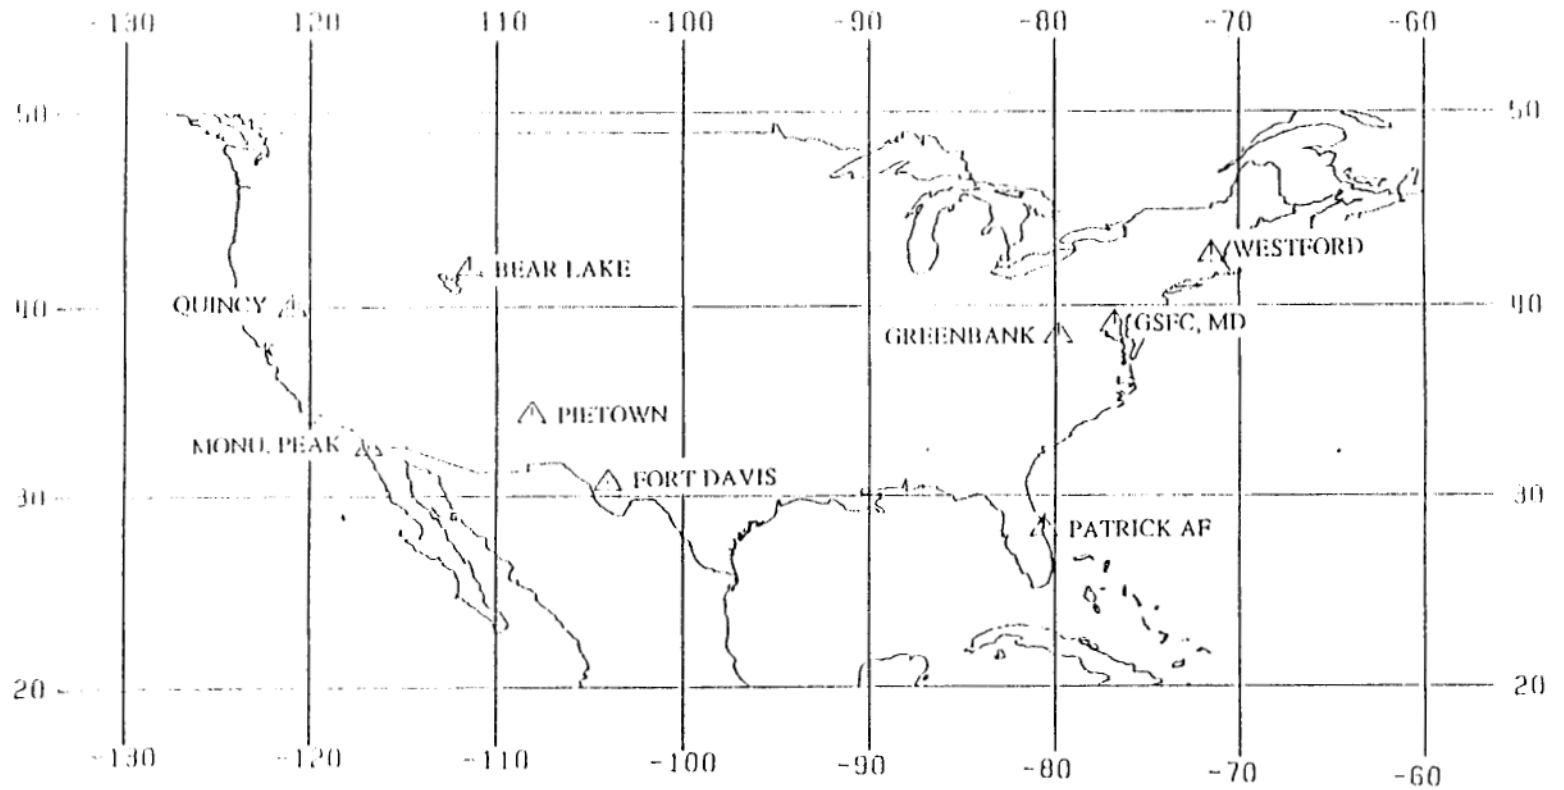 -130 -120 110 -100 -90 -80 -70 -60
50 50
WESTFORD
BEAR LAKE
QUINCY 40 40
GREENBANK GSFC, MD
PIETOWN
MONU. PEAK
FORT DAVIS
30 30
PATRICK AF
20 20
-130 -120 -110 -100 -90 -80 -70 -60